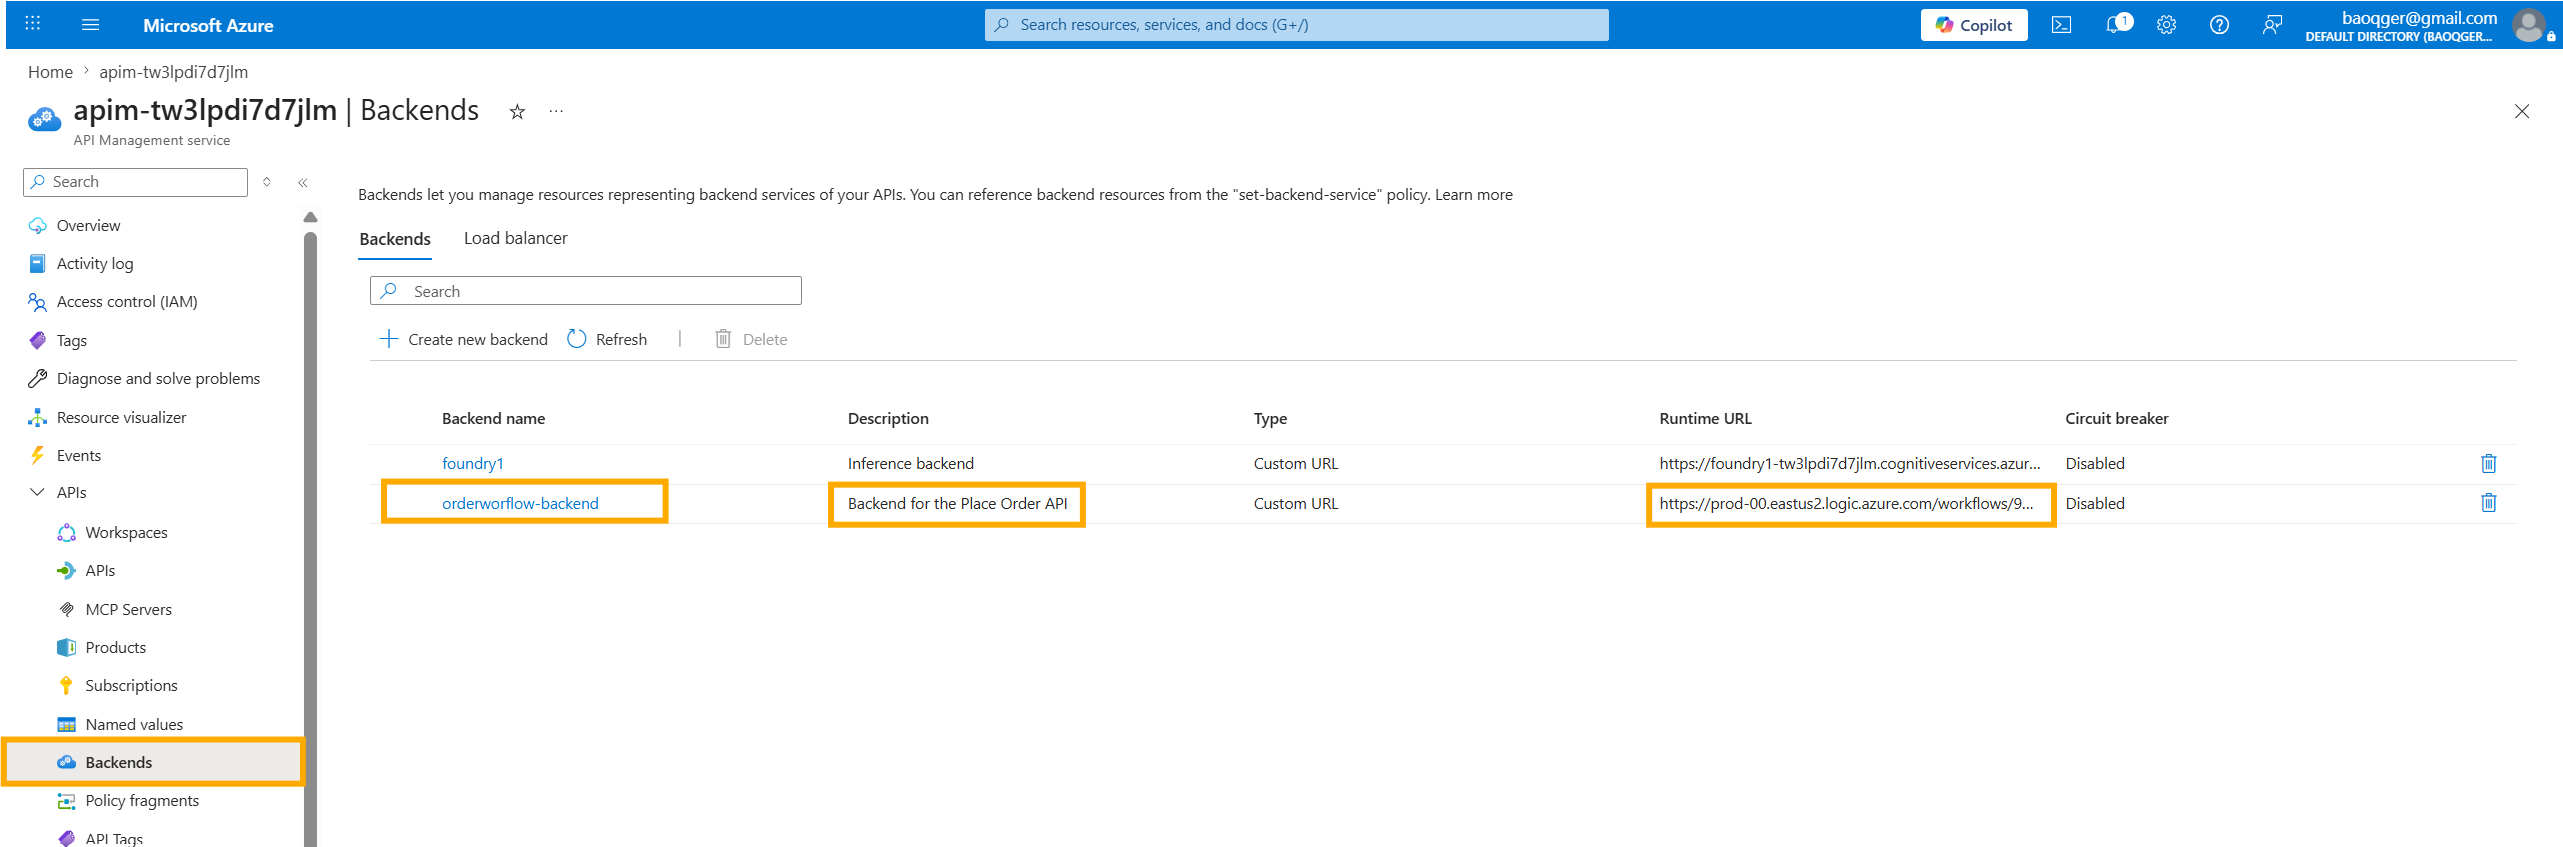 Microsoft Azure
Search resources, services, and docs (G+/)
Copilot
1
baoqger@gmail.com
DEFAULT DIRECTORY (BAOQGER...
Home > apim-tw3lpdi7d7jlm
apim-tw3lpdi7d7jlm | Backends
API Management service
Search
Overview
Activity log
Access control (IAM)
Tags
Diagnose and solve problems
Resource visualizer
Events
APIs
Workspaces
APIs
MCP Servers
Products
Subscriptions
Named values
Backends
Policy fragments
API Tags
Backends let you manage resources representing backend services of your APIs. You can reference backend resources from the "set-backend-service" policy. Learn more
Backends Load balancer
Search
Create new backend Refresh | Delete
Backend name Description Type Runtime URL Circuit breaker
foundry1 Inference backend Custom URL https://foundry1-tw3lpdi7d7jlm.cognitiveservices.azur... Disabled
orderworflow-backend Backend for the Place Order API Custom URL https://prod-00.eastus2.logic.azure.com/workflows/9... Disabled